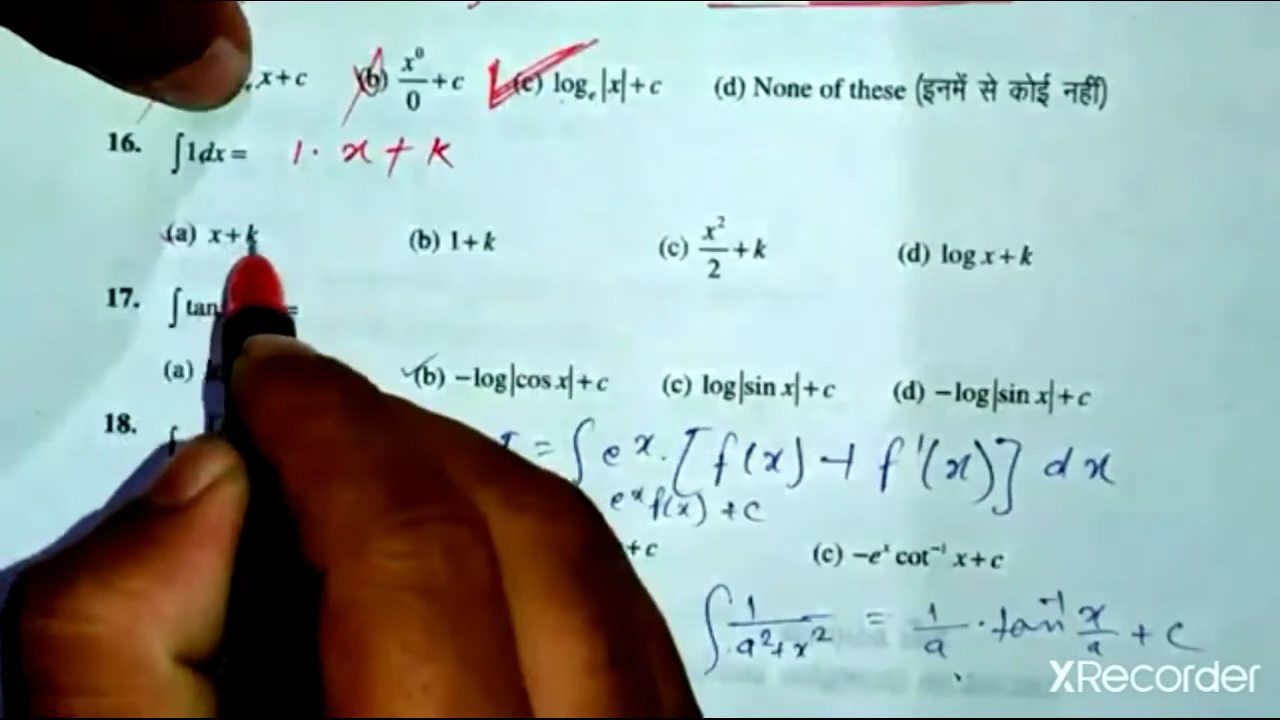 x+c (b) x⁰/0 +c (c) logₑ|x|+c (d) None of these (इनमें से कोई नहीं)
16. ∫1dx = 1. x + k
(a) x+k (b) 1+k (c) x²/2 +k (d) log x+k
17. ∫tan =
(a) (b) −log|cos x|+c (c) log|sin x|+c (d) −log|sin x|+c
18. ∫ I = ∫eˣ.[f(x) + f'(x)] dx
eˣ f(x) + c
+c (c) −eˣ cot⁻¹ x+c
∫ 1/(a²+x²) = 1/a . tan⁻¹ x/a + c
XRecorder